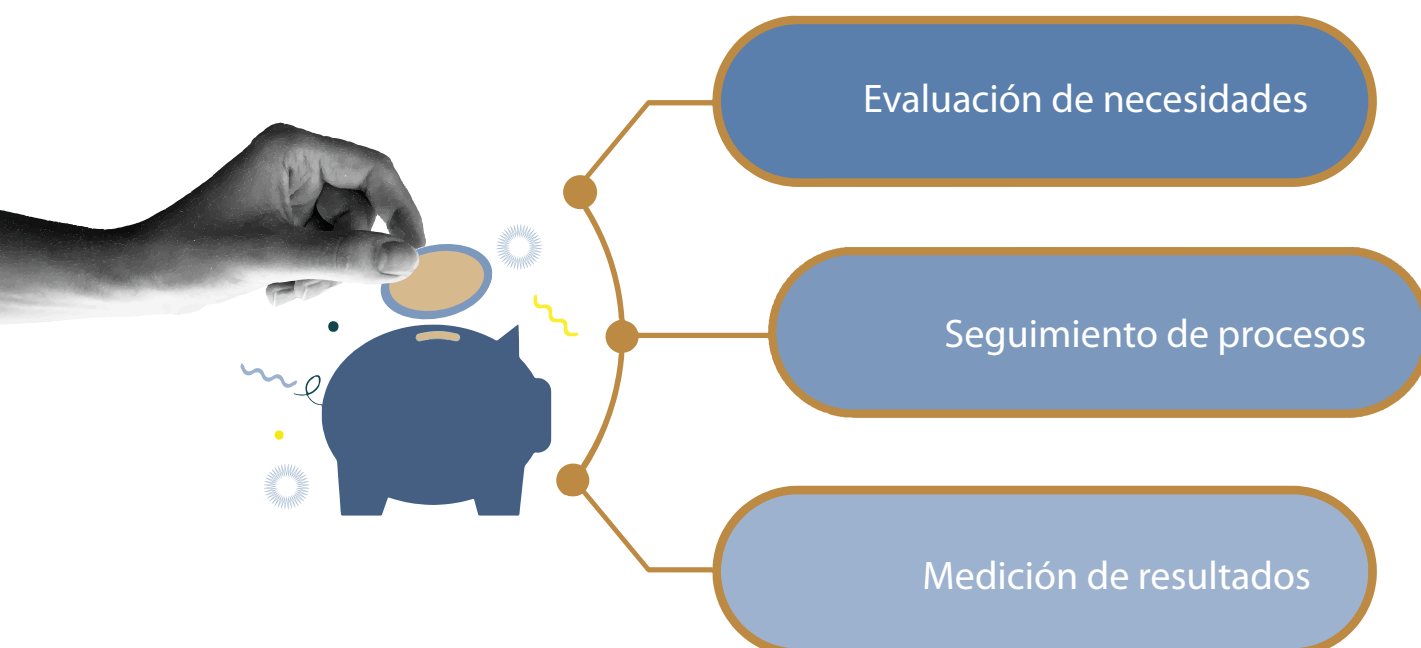 Evaluación de necesidades
Seguimiento de procesos
Medición de resultados